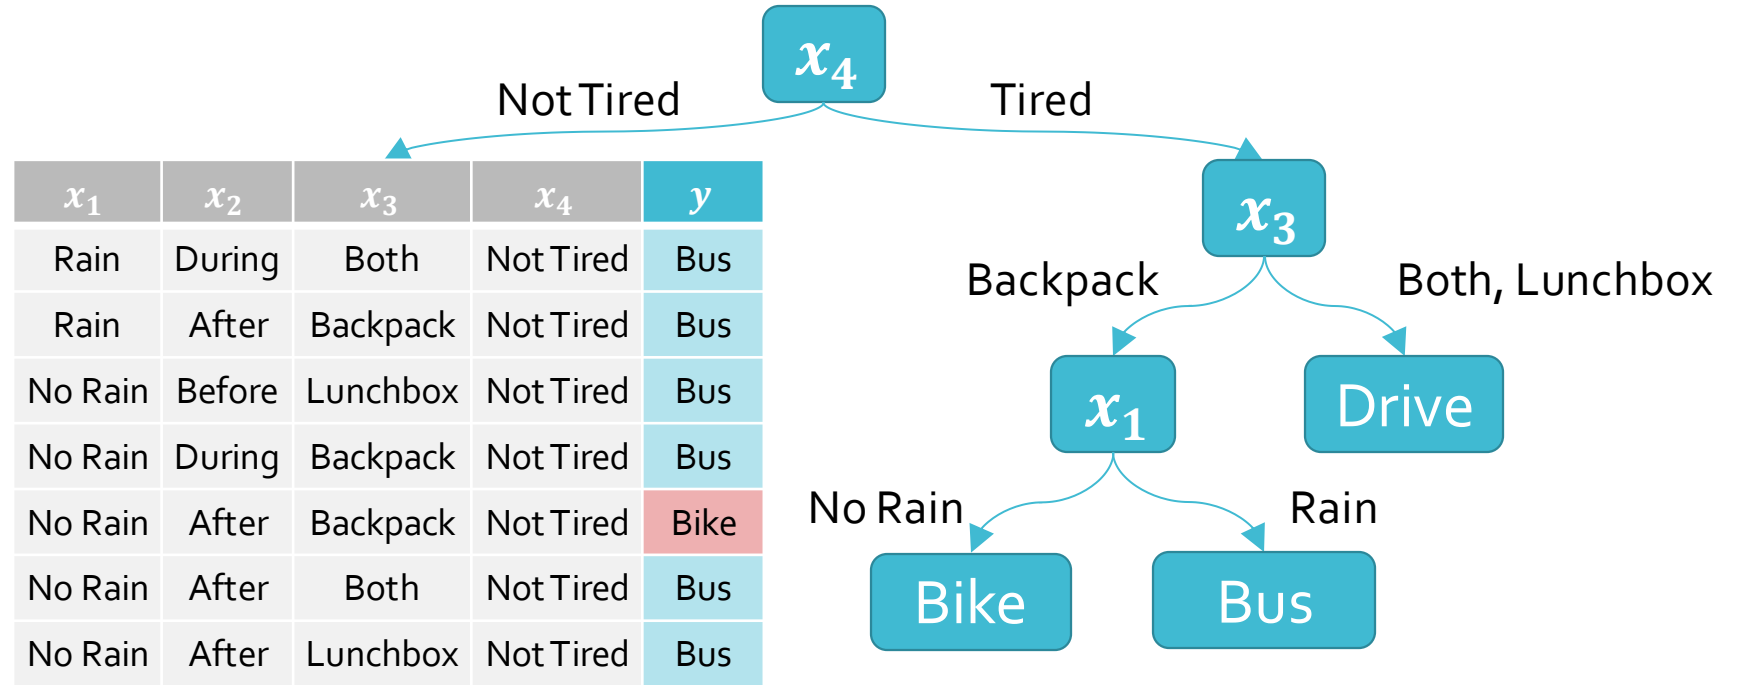 x₄
Not Tired
Tired
x₁ x₂ x₃ x₄ y
Rain During Both Not Tired Bus
Rain After Backpack Not Tired Bus
No Rain Before Lunchbox Not Tired Bus
No Rain During Backpack Not Tired Bus
No Rain After Backpack Not Tired Bike
No Rain After Both Not Tired Bus
No Rain After Lunchbox Not Tired Bus
x₃
Backpack
Both, Lunchbox
x₁
Drive
No Rain
Rain
Bike
Bus